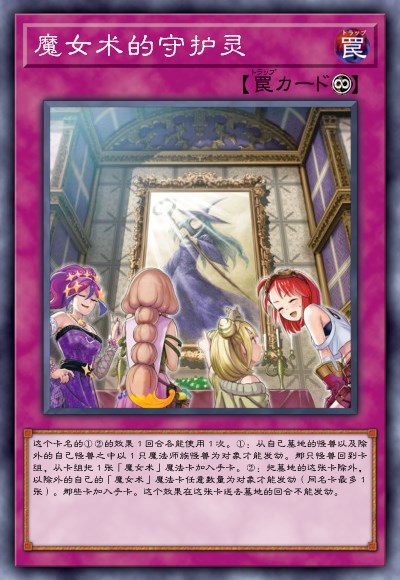 魔女术的守护灵
トラップ
罠
トラップ
【罠カード】
这个卡名的①②的效果1回合各能使用1次。①:从自己墓地的怪兽以及除
外的自己怪兽之中以1只魔法师族怪兽为对象才能发动。那只怪兽回到卡
组,从卡组把1张「魔女术」魔法卡加入手卡。②:把墓地的这张卡除外,
以除外的自己的「魔女术」魔法卡任意数量为对象才能发动(同名卡最多1
张)。那些卡加入手卡。这个效果在这张卡送去墓地的回合不能发动。